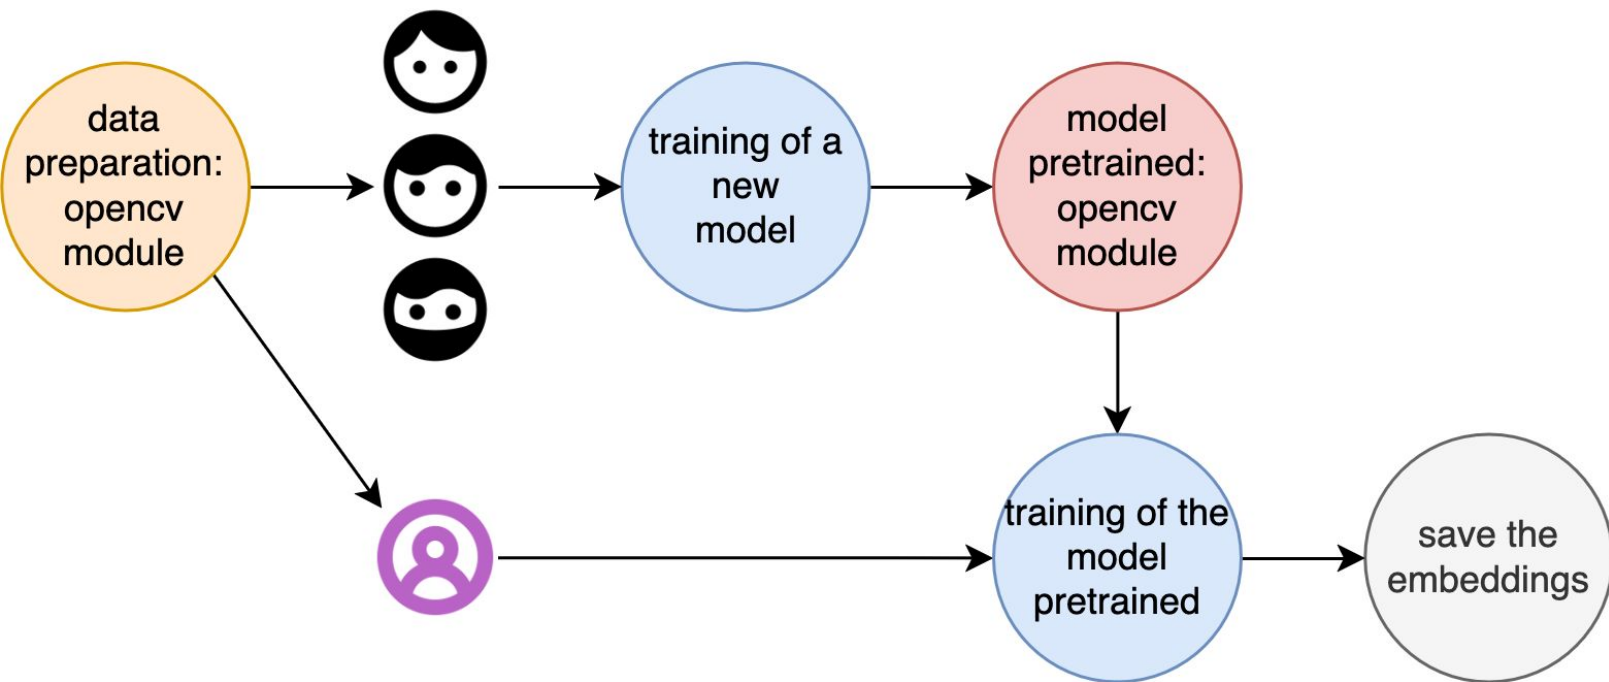 data
preparation:
opencv
module
training of a
new
model
model
pretrained:
opencv
module
training of the
model
pretrained
save the
embeddings